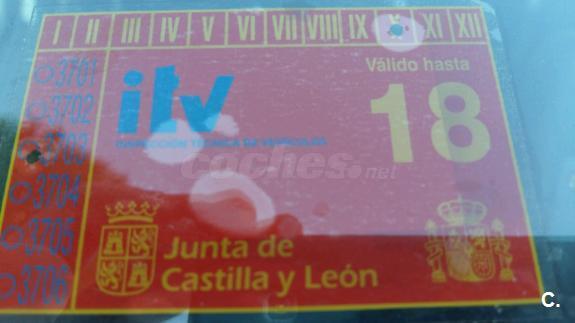 I II III IV V VI VII VIII IX X XI XII
3701
3702
3703
3704
3705
3706
itv
INSPECCIÓN TÉCNICA DE VEHÍCULOS
Válido hasta
18
coches.net
Junta de
Castilla y León
C.